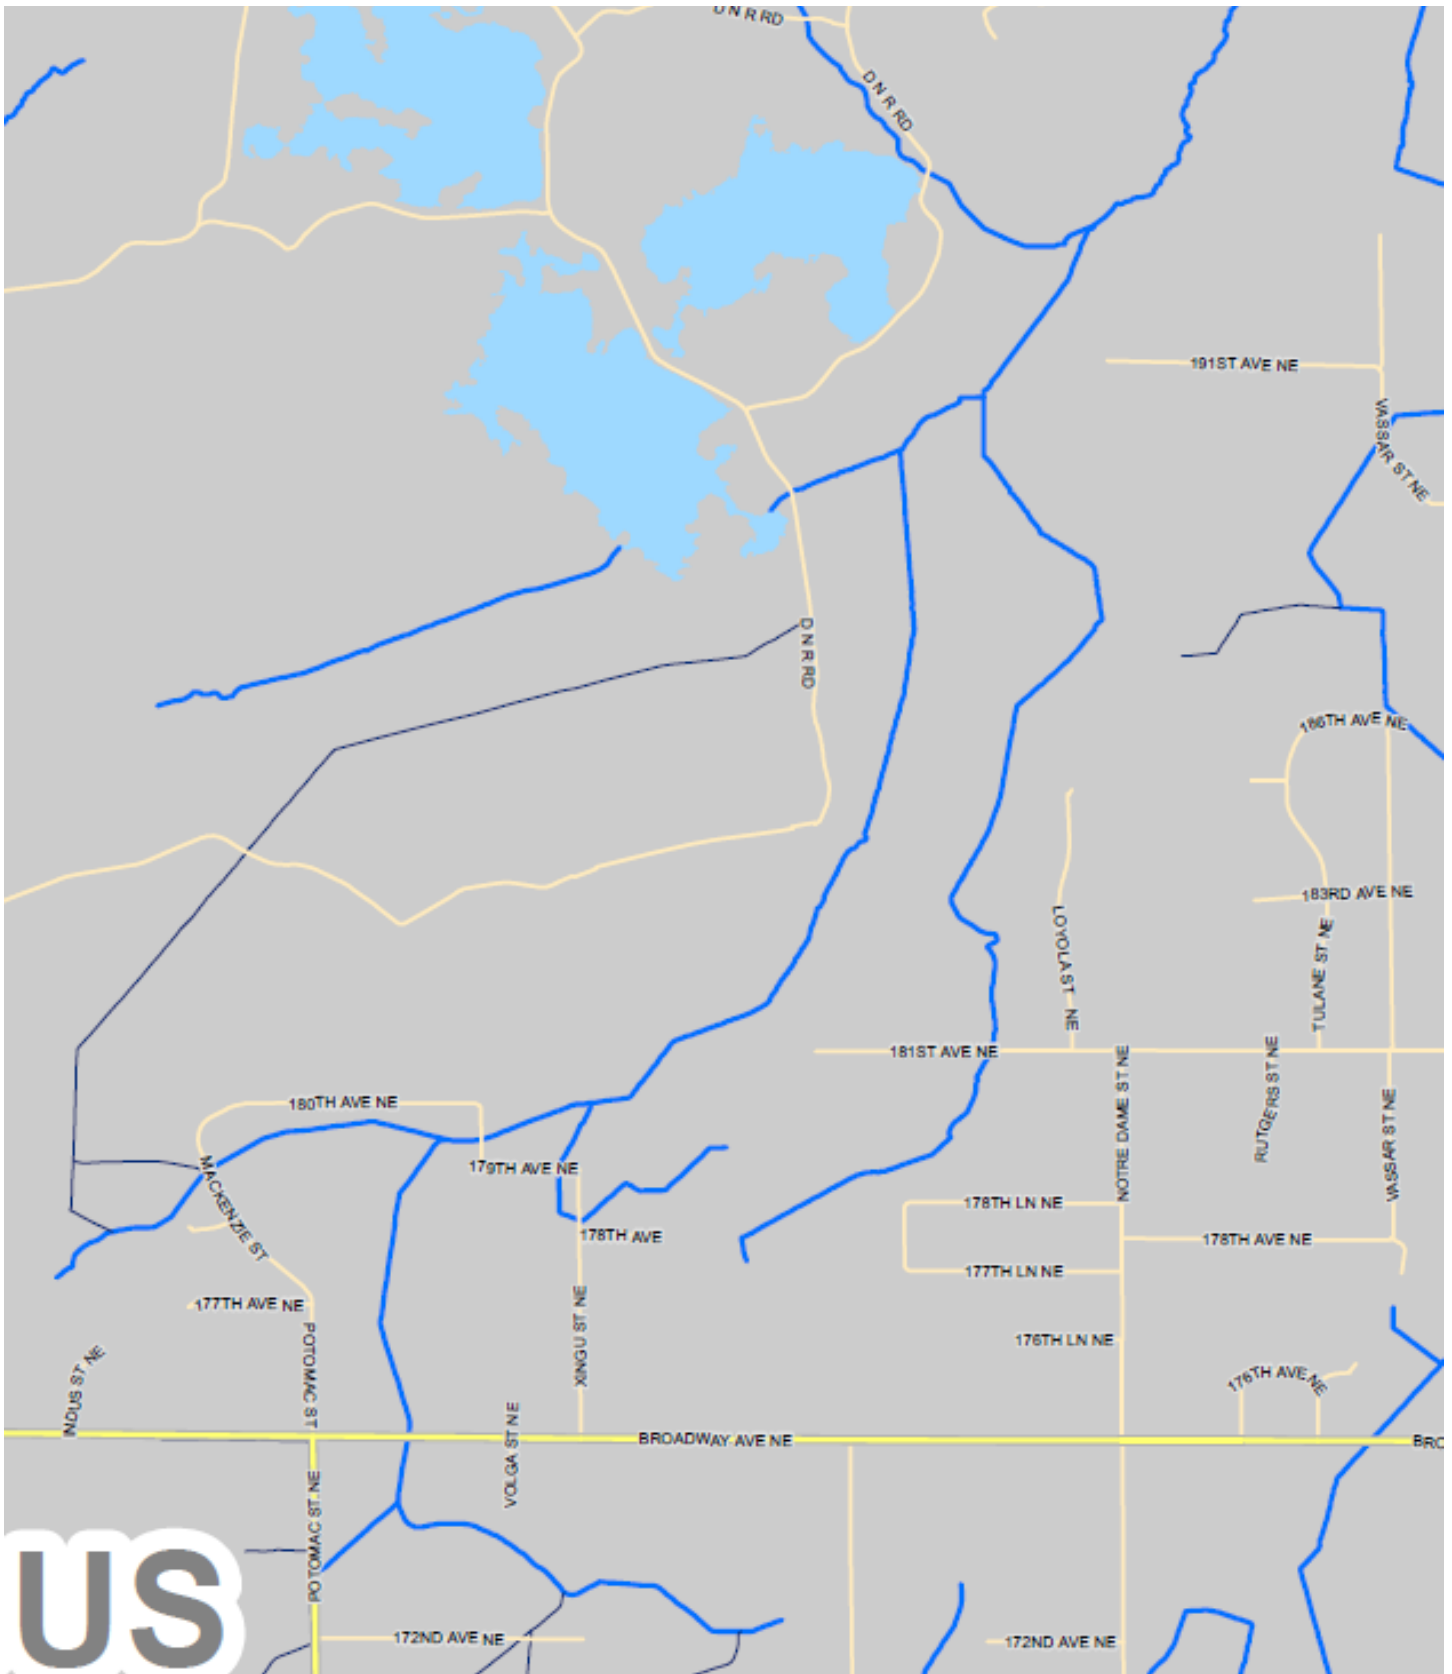 D N R RD
D N R RD
191ST AVE NE
VASSAR ST NE
D N R RD
186TH AVE NE
183RD AVE NE
LOYOLA ST NE
TULANE ST NE
181ST AVE NE
NOTRE DAME ST NE
RUTGERS ST NE
VASSAR ST NE
180TH AVE NE
179TH AVE NE
MACKENZIE ST
178TH LN NE
178TH AVE
178TH AVE NE
177TH LN NE
177TH AVE NE
POTOMAC ST
XINGU ST NE
176TH LN NE
INDUS ST NE
176TH AVE NE
VOLGA ST NE
BROADWAY AVE NE
BRO
POTOMAC ST NE
US
172ND AVE NE
172ND AVE NE